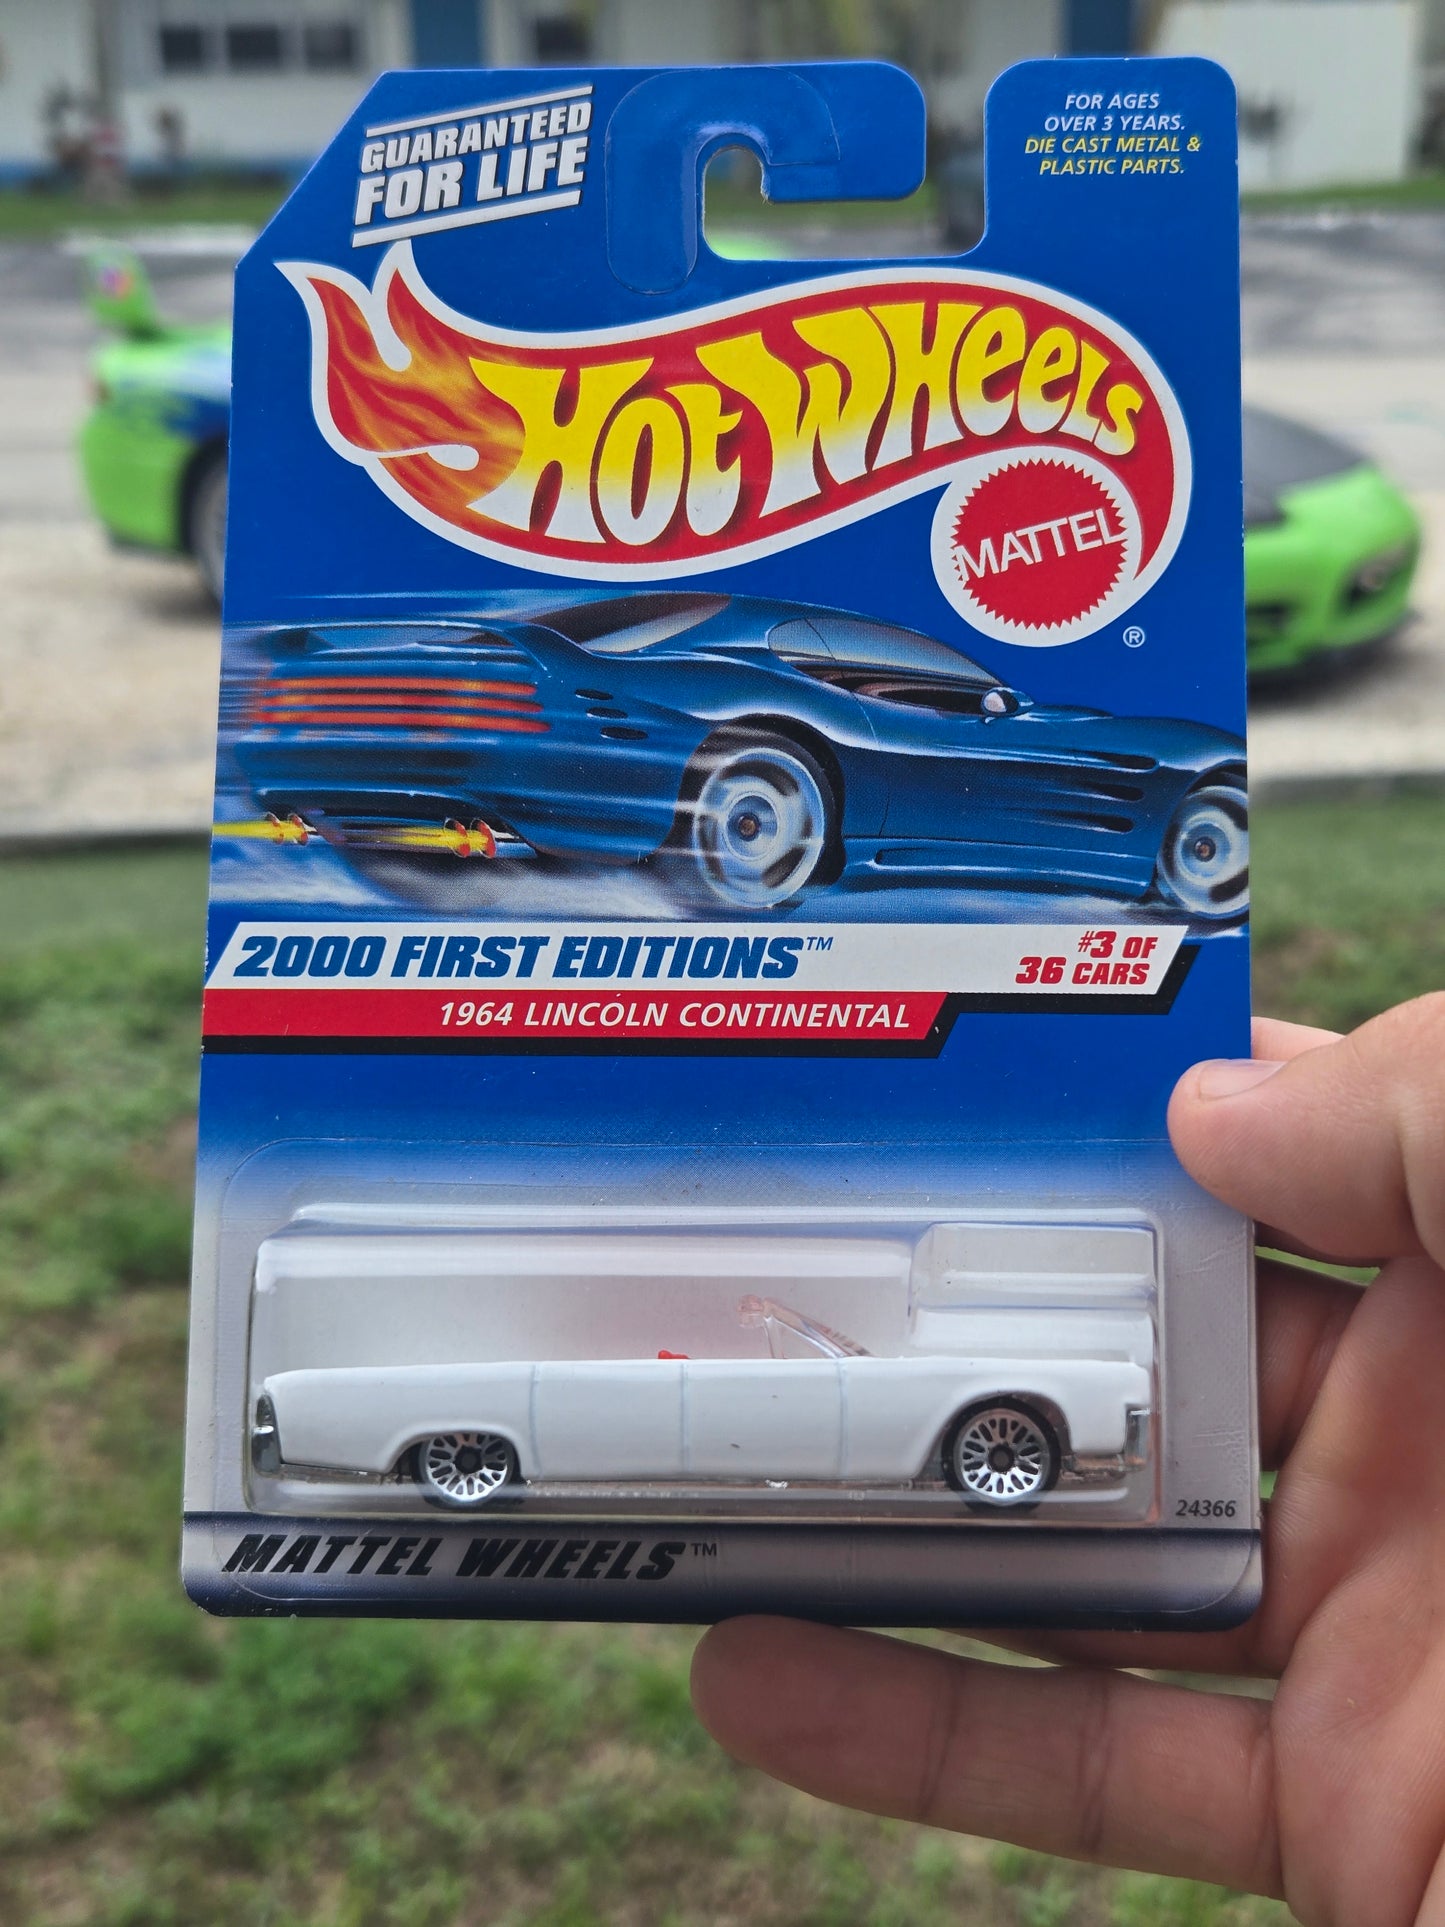 GUARANTEED
FOR LIFE
FOR AGES
OVER 3 YEARS.
DIE CAST METAL &
PLASTIC PARTS.
HOT WHEELS
MATTEL
®
2000 FIRST EDITIONS™
#3 OF
36 CARS
1964 LINCOLN CONTINENTAL
24366
MATTEL WHEELS™